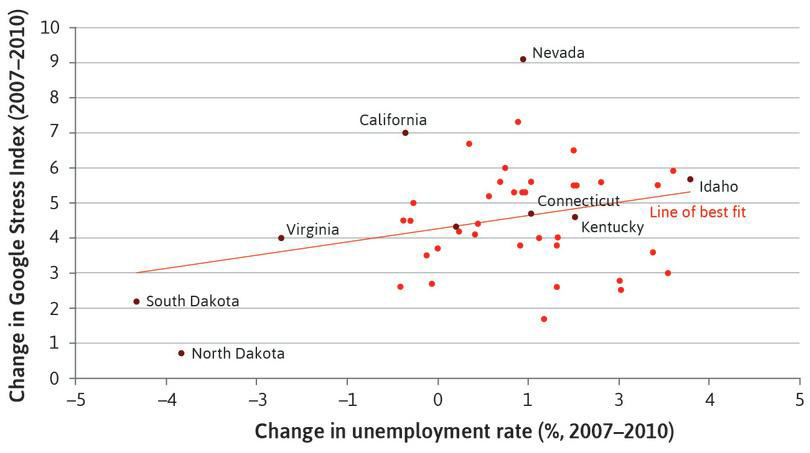 Change in Google Stress Index (2007–2010)
10
9
8
7
6
5
4
3
2
1
0
Nevada
California
Connecticut
Idaho
Line of best fit
Kentucky
Virginia
South Dakota
North Dakota
–5
–4
–3
–1
0
1
3
4
5
Change in unemployment rate (%, 2007–2010)